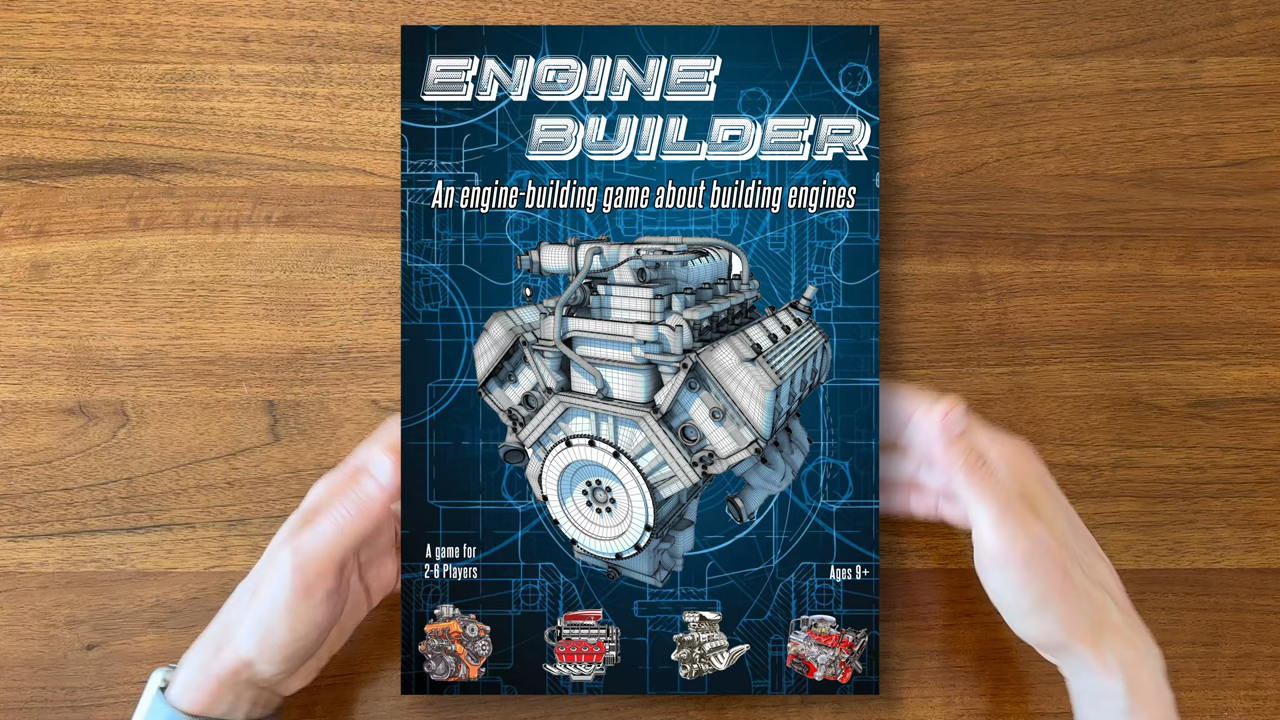 ENGINE
BUILDER
An engine-building game about building engines
A game for
2-6 Players
Ages 9+